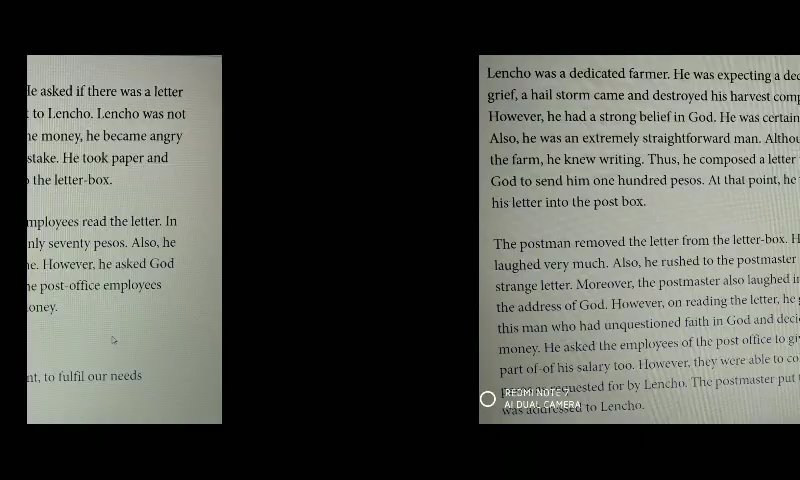 He asked if there was a letter
to Lencho. Lencho was not
money, he became angry
He took paper and
the letter-box.
employees read the letter. In
only seventy pesos. Also, he
However, he asked God
post-office employees
to fulfil our needs
Lencho was a dedicated farmer. He was expecting a
grief, a hail storm came and destroyed his harvest
However, he had a strong belief in God. He was certain
Also, he was an extremely straightforward man.
the farm, he knew writing. Thus, he composed a letter
God to send him one hundred pesos. At that point, he
his letter into the post box.
The postman removed the letter from the letter-box.
laughed very much. Also, he rushed to the postmaster
strange letter. Moreover, the postmaster also laughed
the address of God. However, on reading the letter, he
this man who had unquestioned faith in God and
money. He asked the employees of the post office to
part of-of his salary too. However, they were able to
requested for by Lencho. The postmaster put
was addressed to Lencho.
REDMI NOTE 7
AI DUAL CAMERA